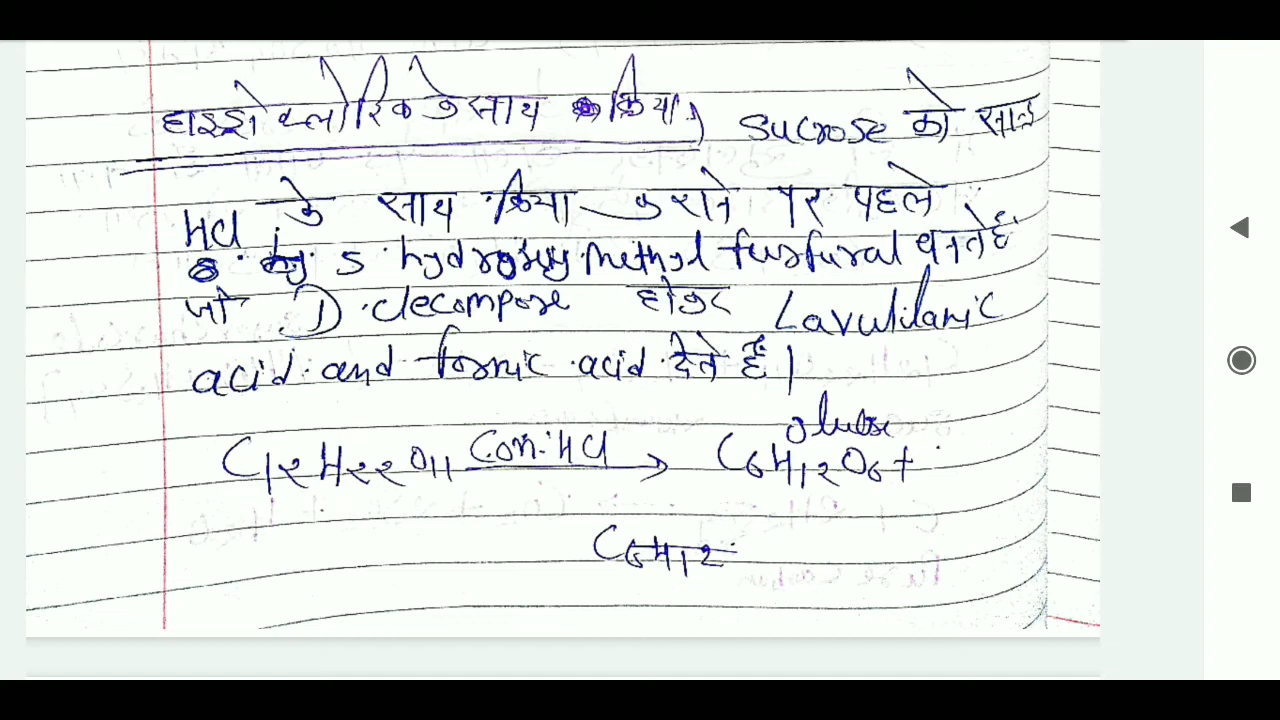 हाइड्रो क्लोरिक के साथ क्रिया, sucrose को सान्द्र
HCl के साथ क्रिया कराने पर पहले
5 hydroxy methyl furfural बनते है
जो D.decompose होकर Lavulilanic
acid and formic acid देते हैं।
glucose
C12H22O11 Con.HCl → C6H12O6 +
C6H12